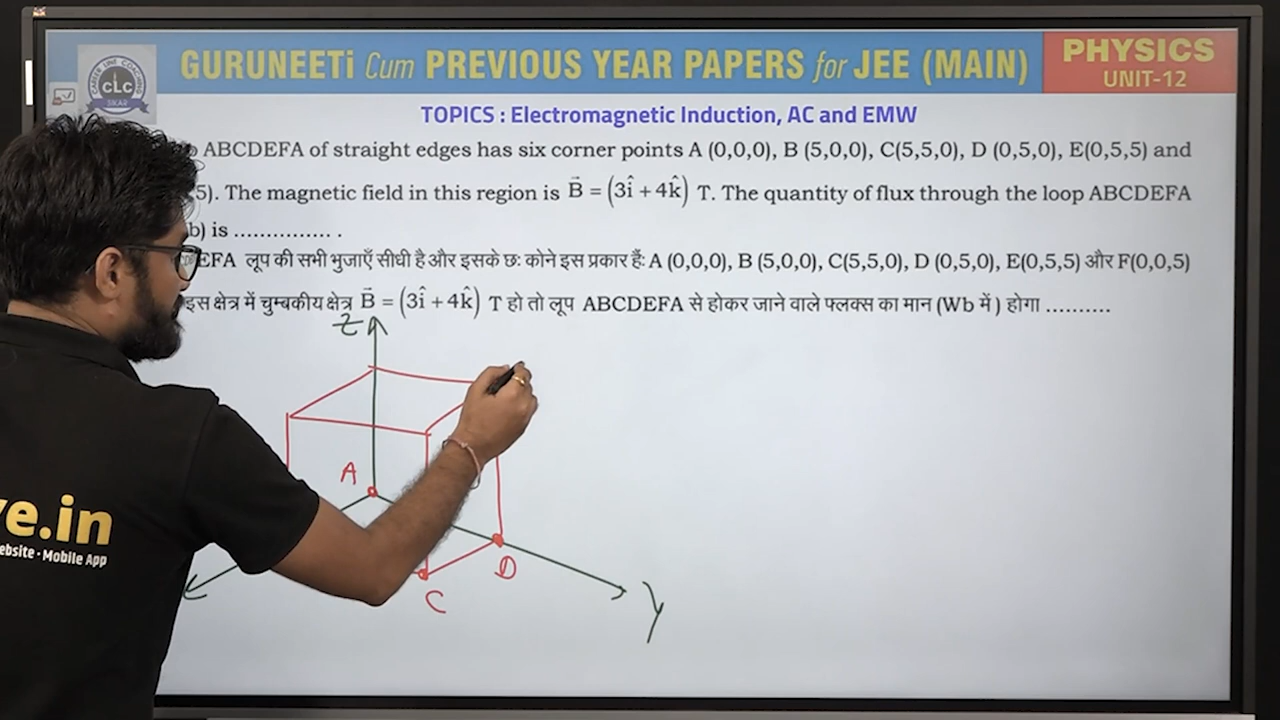 GURUNEETi Cum PREVIOUS YEAR PAPERS for JEE (MAIN)
PHYSICS
UNIT-12
CAREER LINE COACHING
CLC
SIKAR
TOPICS : Electromagnetic Induction, AC and EMW
ABCDEFA of straight edges has six corner points A (0,0,0), B (5,0,0), C(5,5,0), D (0,5,0), E(0,5,5) and
5). The magnetic field in this region is B⃗ = (3î + 4k̂) T. The quantity of flux through the loop ABCDEFA
b) is ............... .
EFA लूप की सभी भुजाएँ सीधी है और इसके छः कोने इस प्रकार हैं: A (0,0,0), B (5,0,0), C(5,5,0), D (0,5,0), E(0,5,5) और F(0,0,5)
इस क्षेत्र में चुम्बकीय क्षेत्र B⃗ = (3î + 4k̂) T हो तो लूप ABCDEFA से होकर जाने वाले फ्लक्स का मान (Wb में ) होगा ..........
Z
A
D
C
y
e.in
ebsite · Mobile App